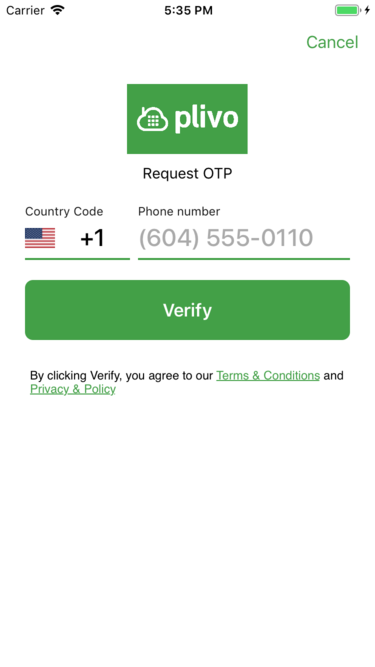 Carrier 5:35 PM
Cancel
plivo
Request OTP
Country Code Phone number
+1 (604) 555-0110
Verify
By clicking Verify, you agree to our Terms & Conditions and
Privacy & Policy